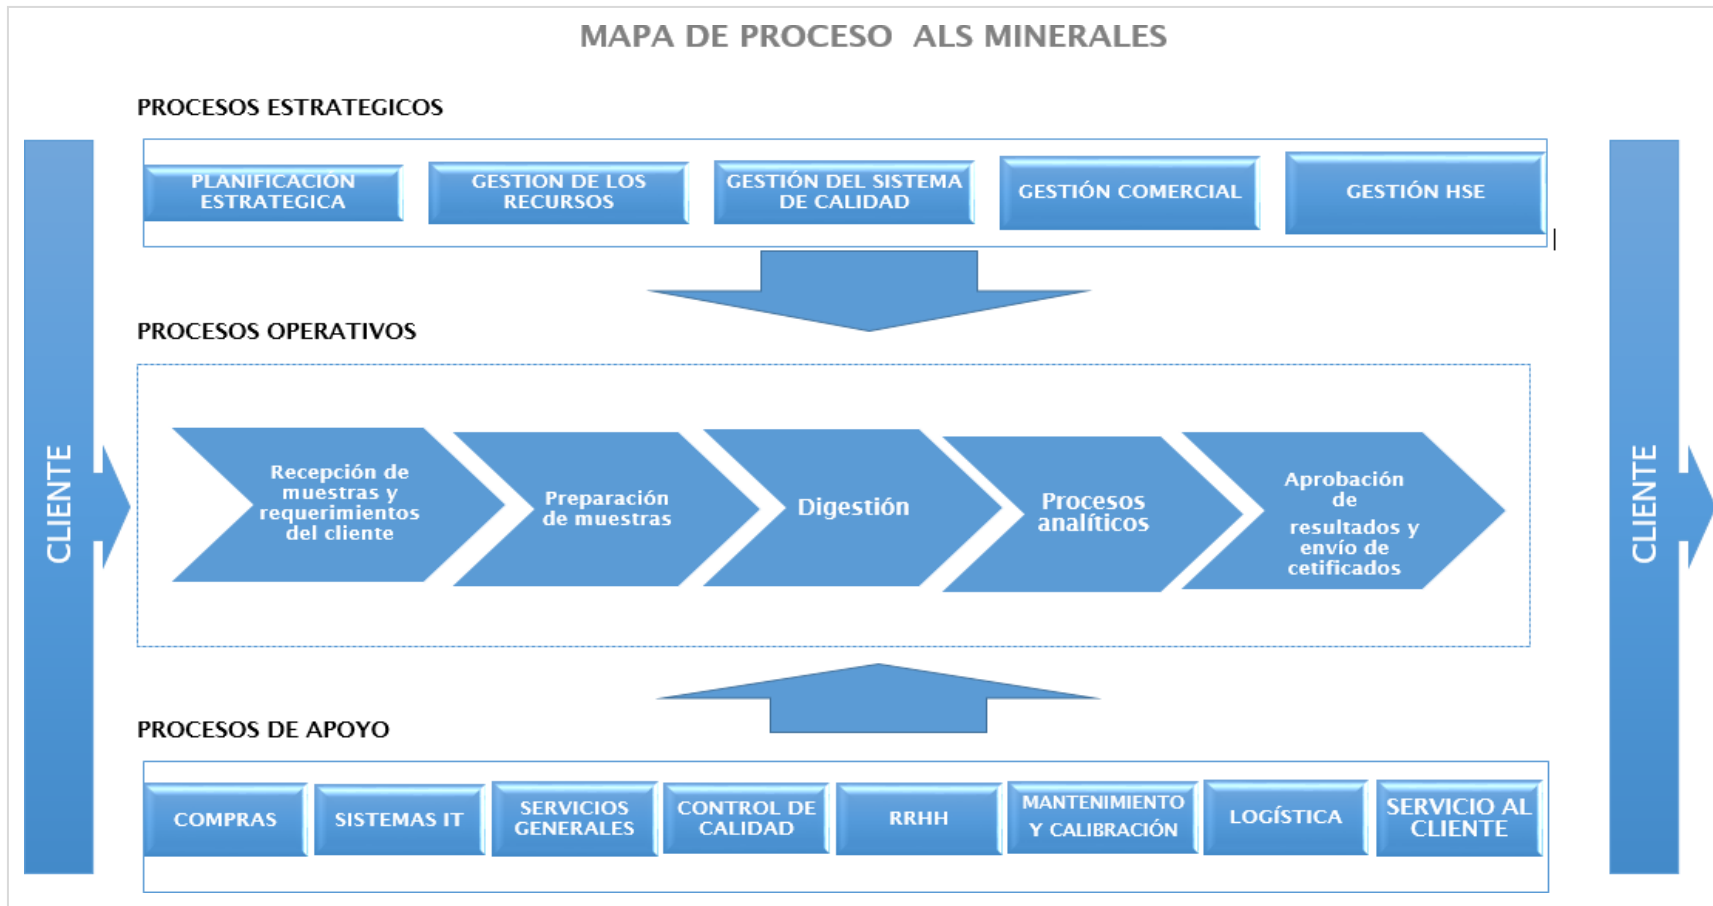 MAPA DE PROCESO ALS MINERALES
PROCESOS ESTRATEGICOS
PLANIFICACIÓN
ESTRATEGICA
GESTION DE LOS
RECURSOS
GESTIÓN DEL SISTEMA
DE CALIDAD
GESTIÓN COMERCIAL
GESTIÓN HSE
PROCESOS OPERATIVOS
CLIENTE
Recepción de
muestras y
requerimientos
del cliente
Preparación
de muestras
Digestión
Procesos
analíticos
Aprobación
de
resultados y
envío de
cetificados
CLIENTE
PROCESOS DE APOYO
COMPRAS
SISTEMAS IT
SERVICIOS
GENERALES
CONTROL DE
CALIDAD
RRHH
MANTENIMIENTO
Y CALIBRACIÓN
LOGÍSTICA
SERVICIO AL
CLIENTE